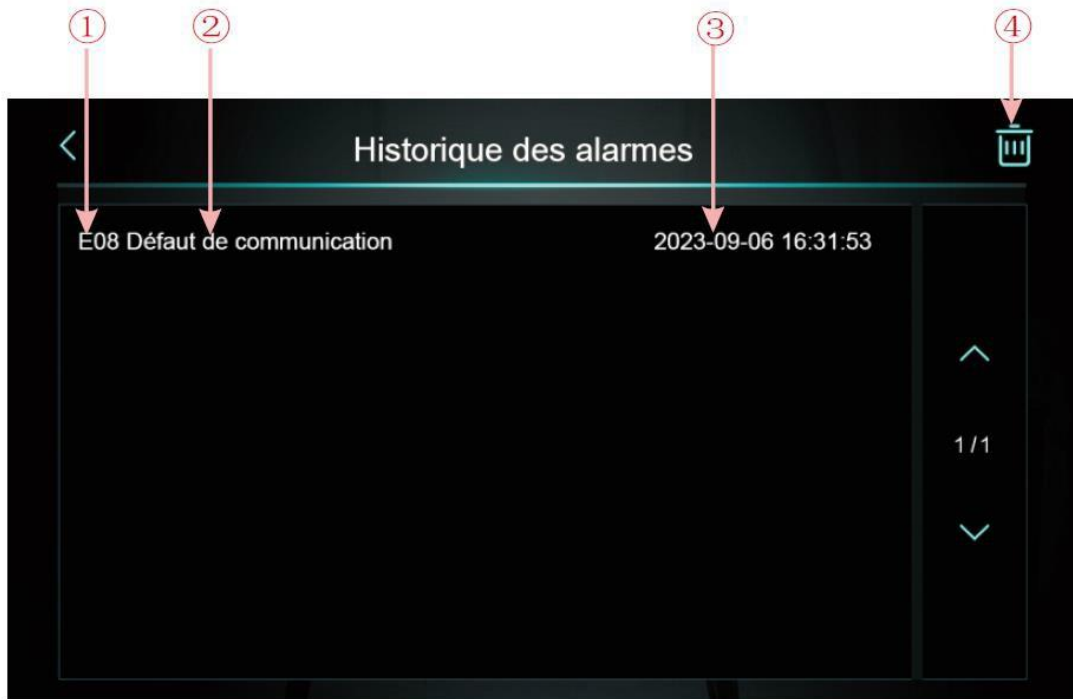 ① ② ③ ④
Historique des alarmes
E08 Défaut de communication 2023-09-06 16:31:53
1/1